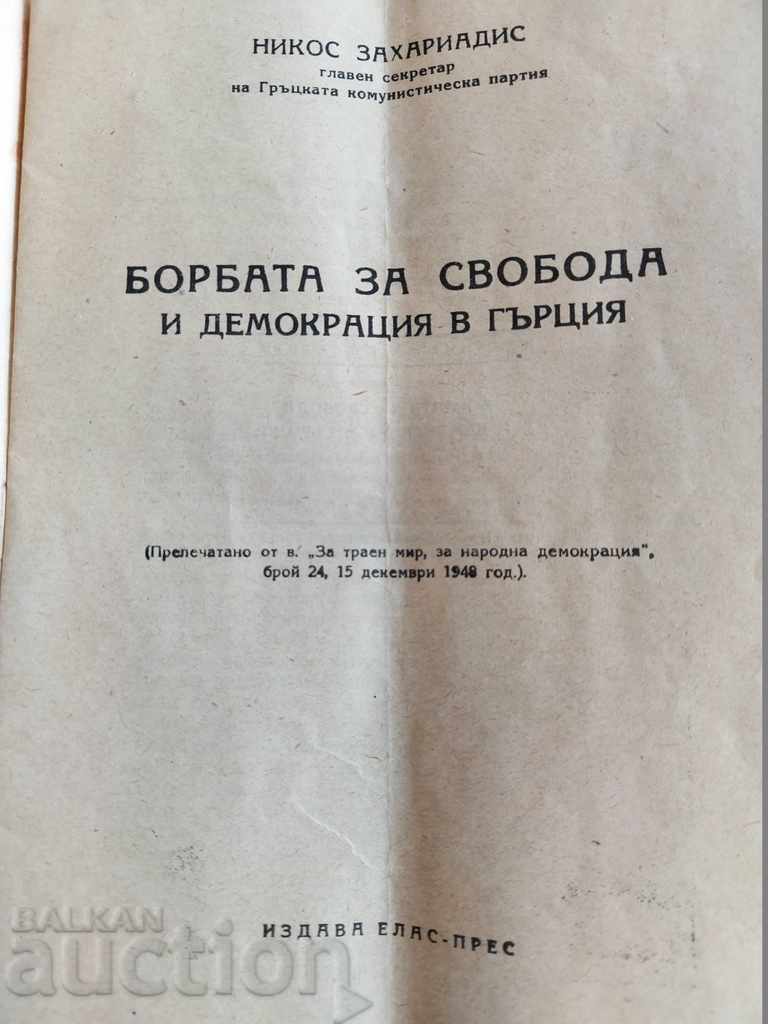 НИКОС ЗАХАРИАДИС
главен секретар
на Гръцката комунистическа партия
БОРБАТА ЗА СВОБОДА
И ДЕМОКРАЦИЯ В ГЪРЦИЯ
(Препечатано от в. „За траен мир, за народна демокрация",
брой 24, 15 декември 1948 год.).
ИЗДАВА ЕЛАС-ПРЕС
BALKAN
auction